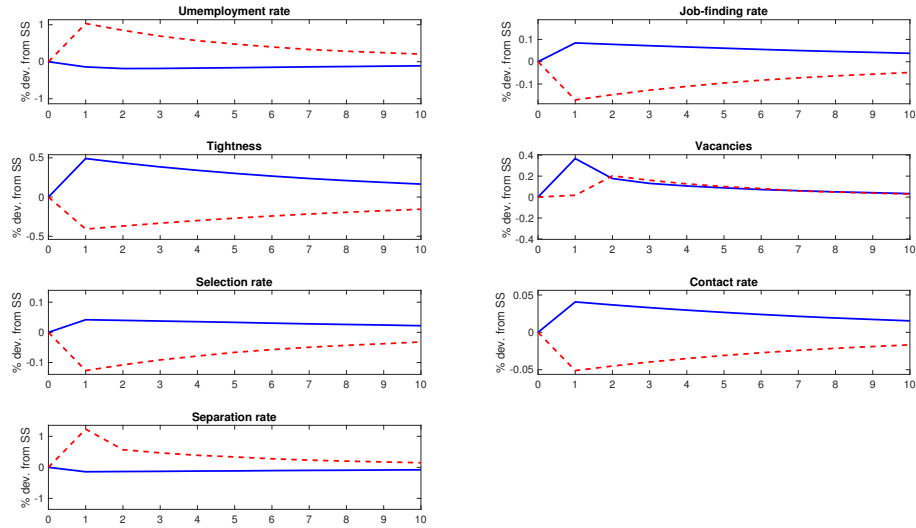 Umemployment rate
% dev. from SS
1
0
-1
0 1 2 3 4 5 6 7 8 9 10
Job-finding rate
% dev. from SS
0.1
0
-0.1
0 1 2 3 4 5 6 7 8 9 10
Tightness
% dev. from SS
0.5
0
-0.5
0 1 2 3 4 5 6 7 8 9 10
Vacancies
% dev. from SS
0.4
0.2
0
-0.2
-0.4
0 1 2 3 4 5 6 7 8 9 10
Selection rate
% dev. from SS
0.1
0
-0.1
0 1 2 3 4 5 6 7 8 9 10
Contact rate
% dev. from SS
0.05
0
-0.05
0 1 2 3 4 5 6 7 8 9 10
Separation rate
% dev. from SS
1
0
-1
0 1 2 3 4 5 6 7 8 9 10